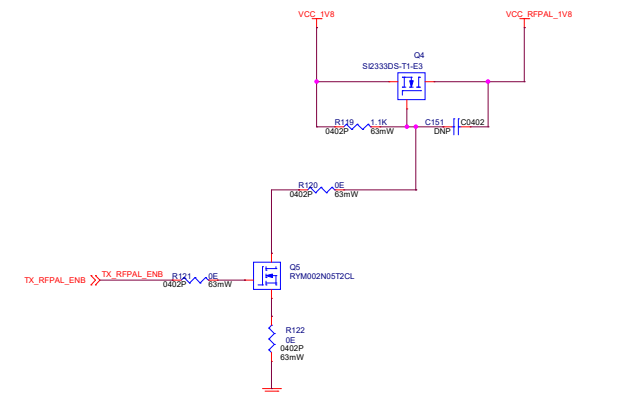 VCC_1V8
VCC_RFPAL_1V8
Q4
SI2333DS-T1-E3
R119
1.1K
C151
C0402
0402P
63mW
DNP
R120
0E
0402P
63mW
Q5
RYM002N05T2CL
TX_RFPAL_ENB
TX_RFPAL_ENB
R121
0E
0402P
63mW
R122
0E
0402P
63mW